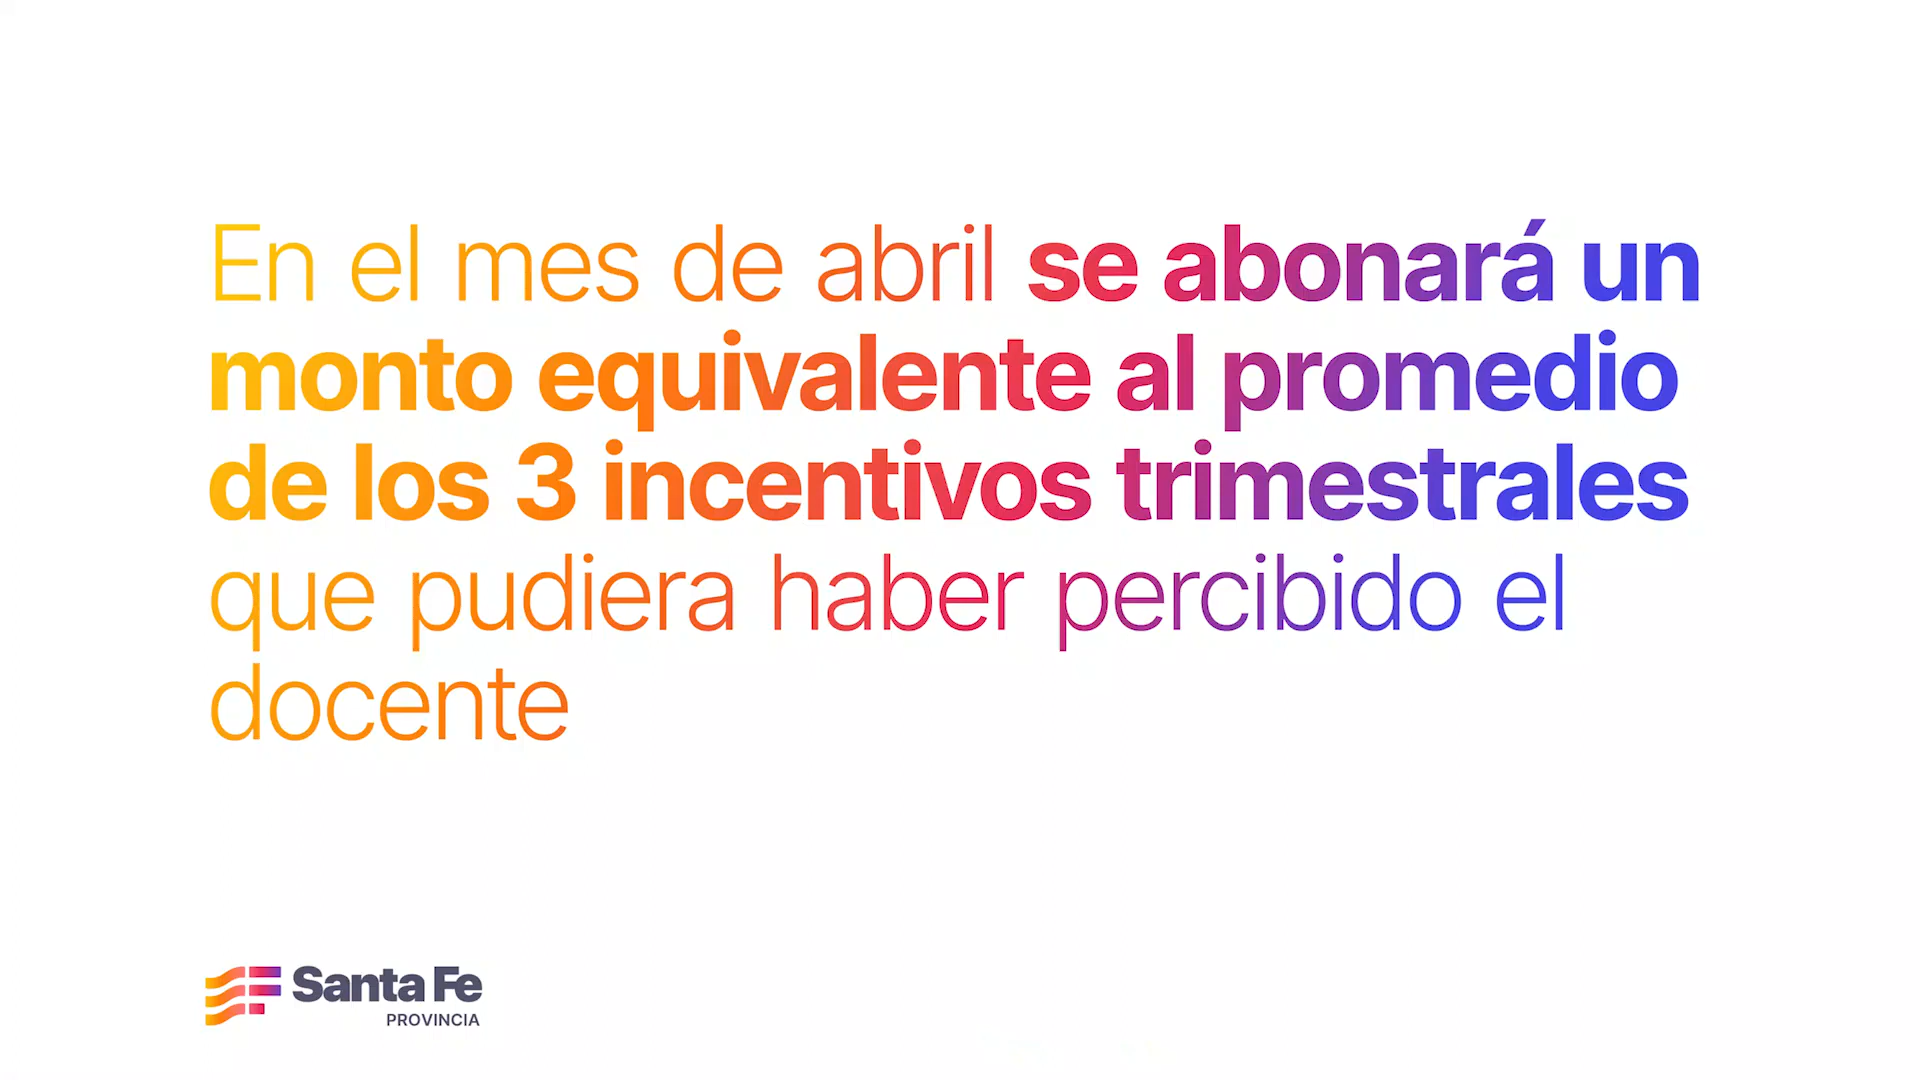 En el mes de abril se abonará un
monto equivalente al promedio
de los 3 incentivos trimestrales
que pudiera haber percibido el
docente
Santa Fe
PROVINCIA